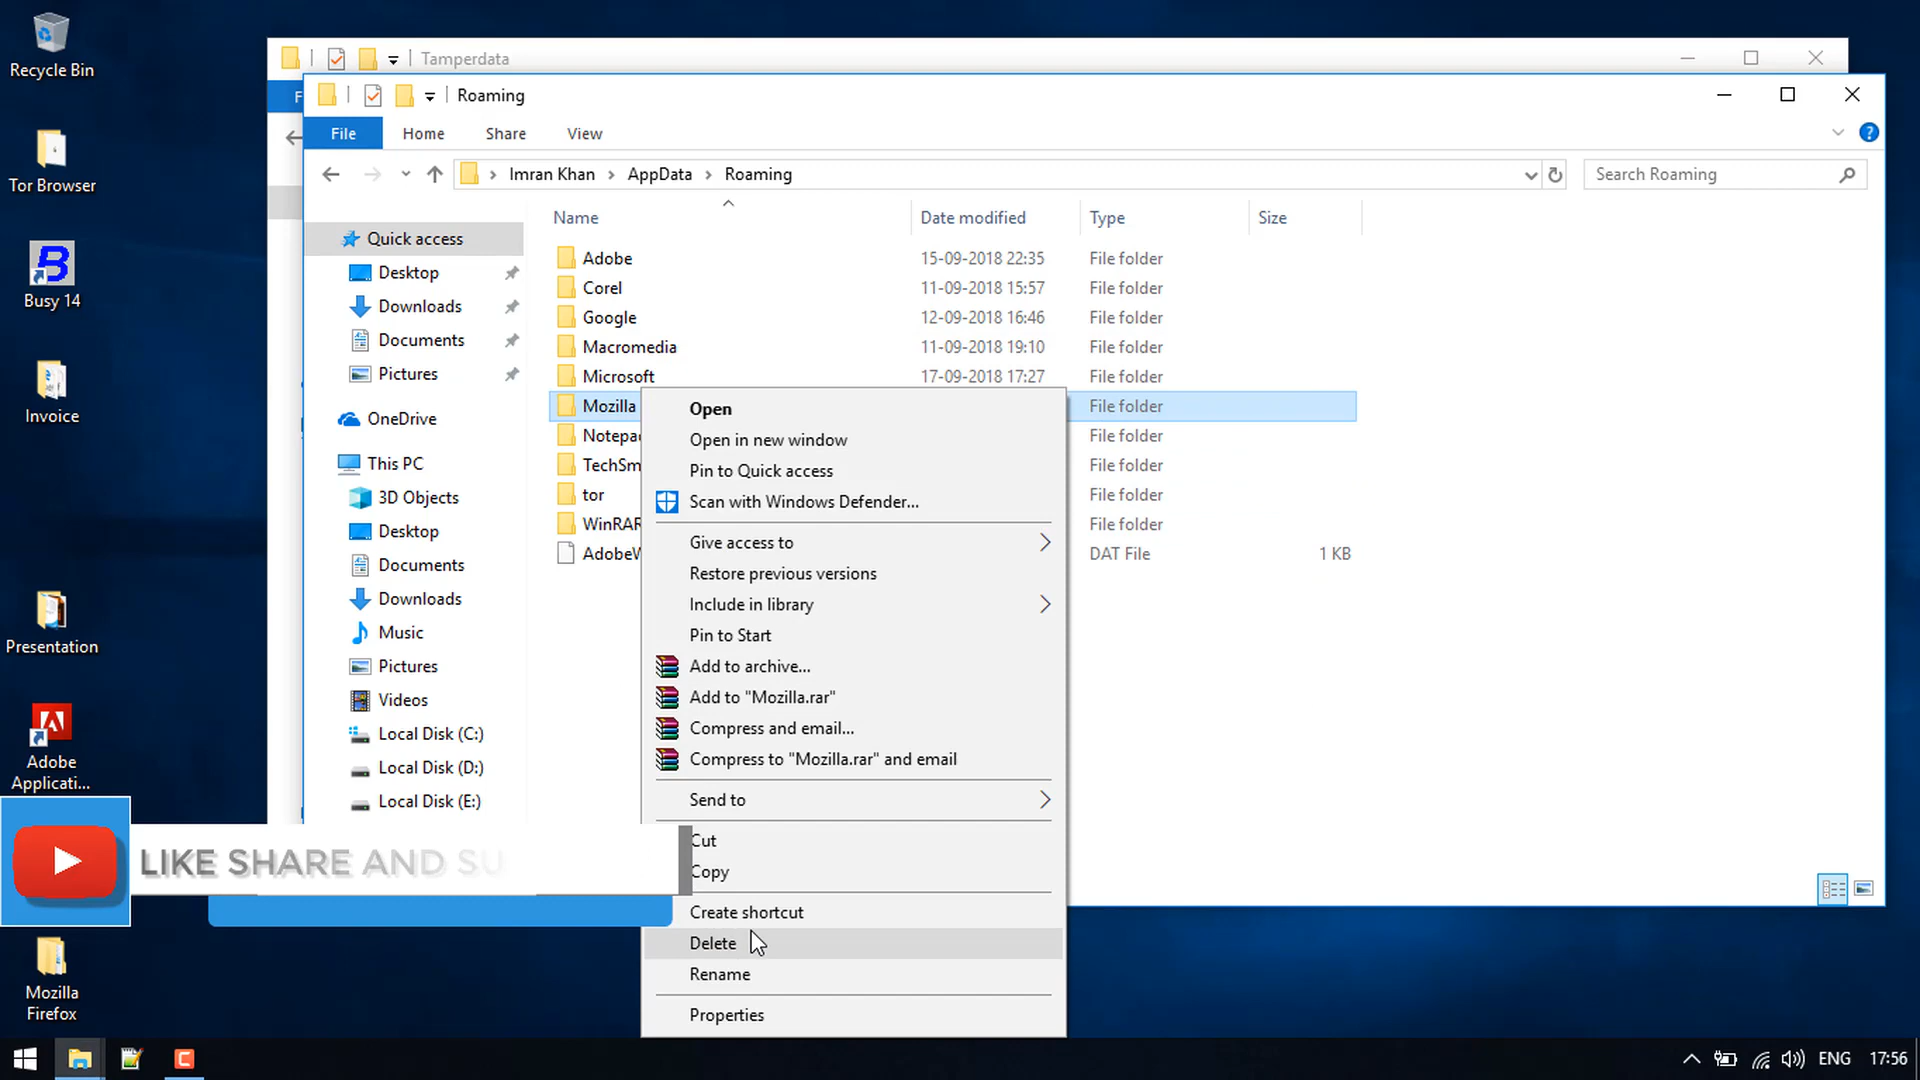 Recycle Bin
Tor Browser
Busy 14
Invoice
Presentation
Adobe
Applicati...
Mozilla
Firefox
Tamperdata
F
Roaming
File
Home
Share
View
Imran Khan
AppData
Roaming
Search Roaming
Name
Date modified
Type
Size
Quick access
Desktop
Downloads
Documents
Pictures
OneDrive
This PC
3D Objects
Desktop
Documents
Downloads
Music
Pictures
Videos
Local Disk (C:)
Local Disk (D:)
Local Disk (E:)
Adobe 15-09-2018 22:35 File folder
Corel 11-09-2018 15:57 File folder
Google 12-09-2018 16:46 File folder
Macromedia 11-09-2018 19:10 File folder
Microsoft 17-09-2018 17:27 File folder
Mozilla File folder
Notepa File folder
TechSm File folder
tor File folder
WinRAR File folder
AdobeW DAT File 1 KB
Open
Open in new window
Pin to Quick access
Scan with Windows Defender...
Give access to
Restore previous versions
Include in library
Pin to Start
Add to archive...
Add to "Mozilla.rar"
Compress and email...
Compress to "Mozilla.rar" and email
Send to
Cut
Copy
Create shortcut
Delete
Rename
Properties
LIKE SHARE AND SU
ENG
17:56